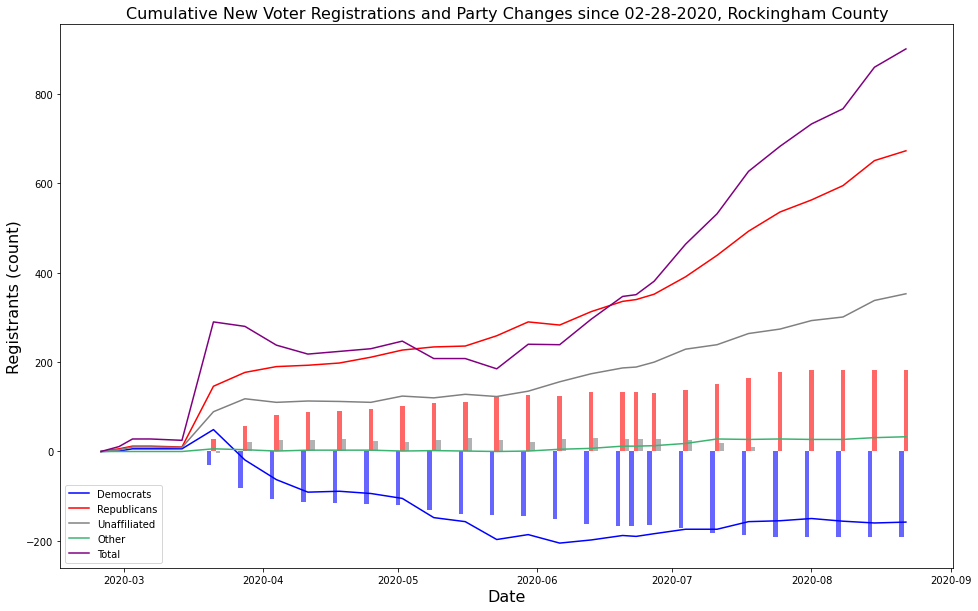 Cumulative New Voter Registrations and Party Changes since 02-28-2020, Rockingham County
Registrants (count)
800
600
400
200
0
−200
Democrats
Republicans
Unaffiliated
Other
Total
2020-03
2020-04
2020-05
2020-06
2020-07
2020-08
2020-09
Date